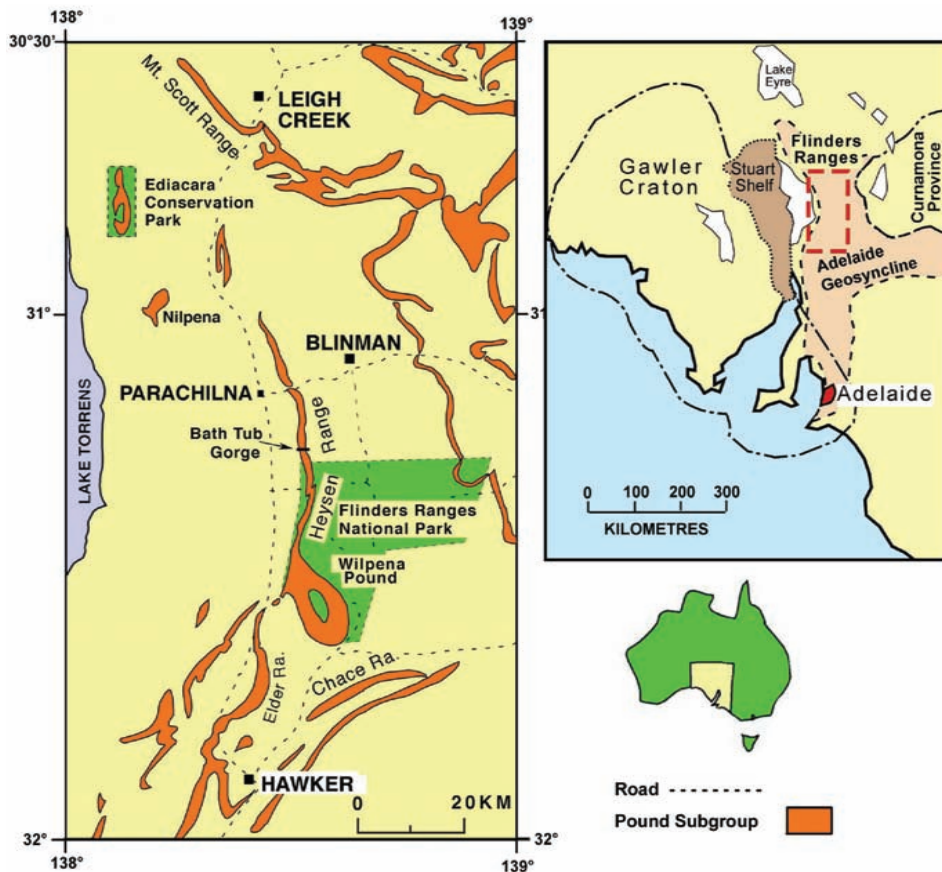 138°
139°
30°30'
Mt. Scott Range
LEIGH
CREEK
Ediacara
Conservation
Park
31°
Nilpena
BLINMAN
PARACHILNA
Bath Tub
Gorge
Heysen Range
LAKE TORRENS
Flinders Ranges
National Park
Wilpena
Pound
Elder Ra.
Chace Ra.
HAWKER
0 20KM
32°
32°
138°
139°
Lake
Eyre
Flinders
Ranges
Gawler
Craton
Stuart
Shelf
Curnamona
Province
Adelaide
Geosyncline
Adelaide
0 100 200 300
KILOMETRES
Road
Pound Subgroup